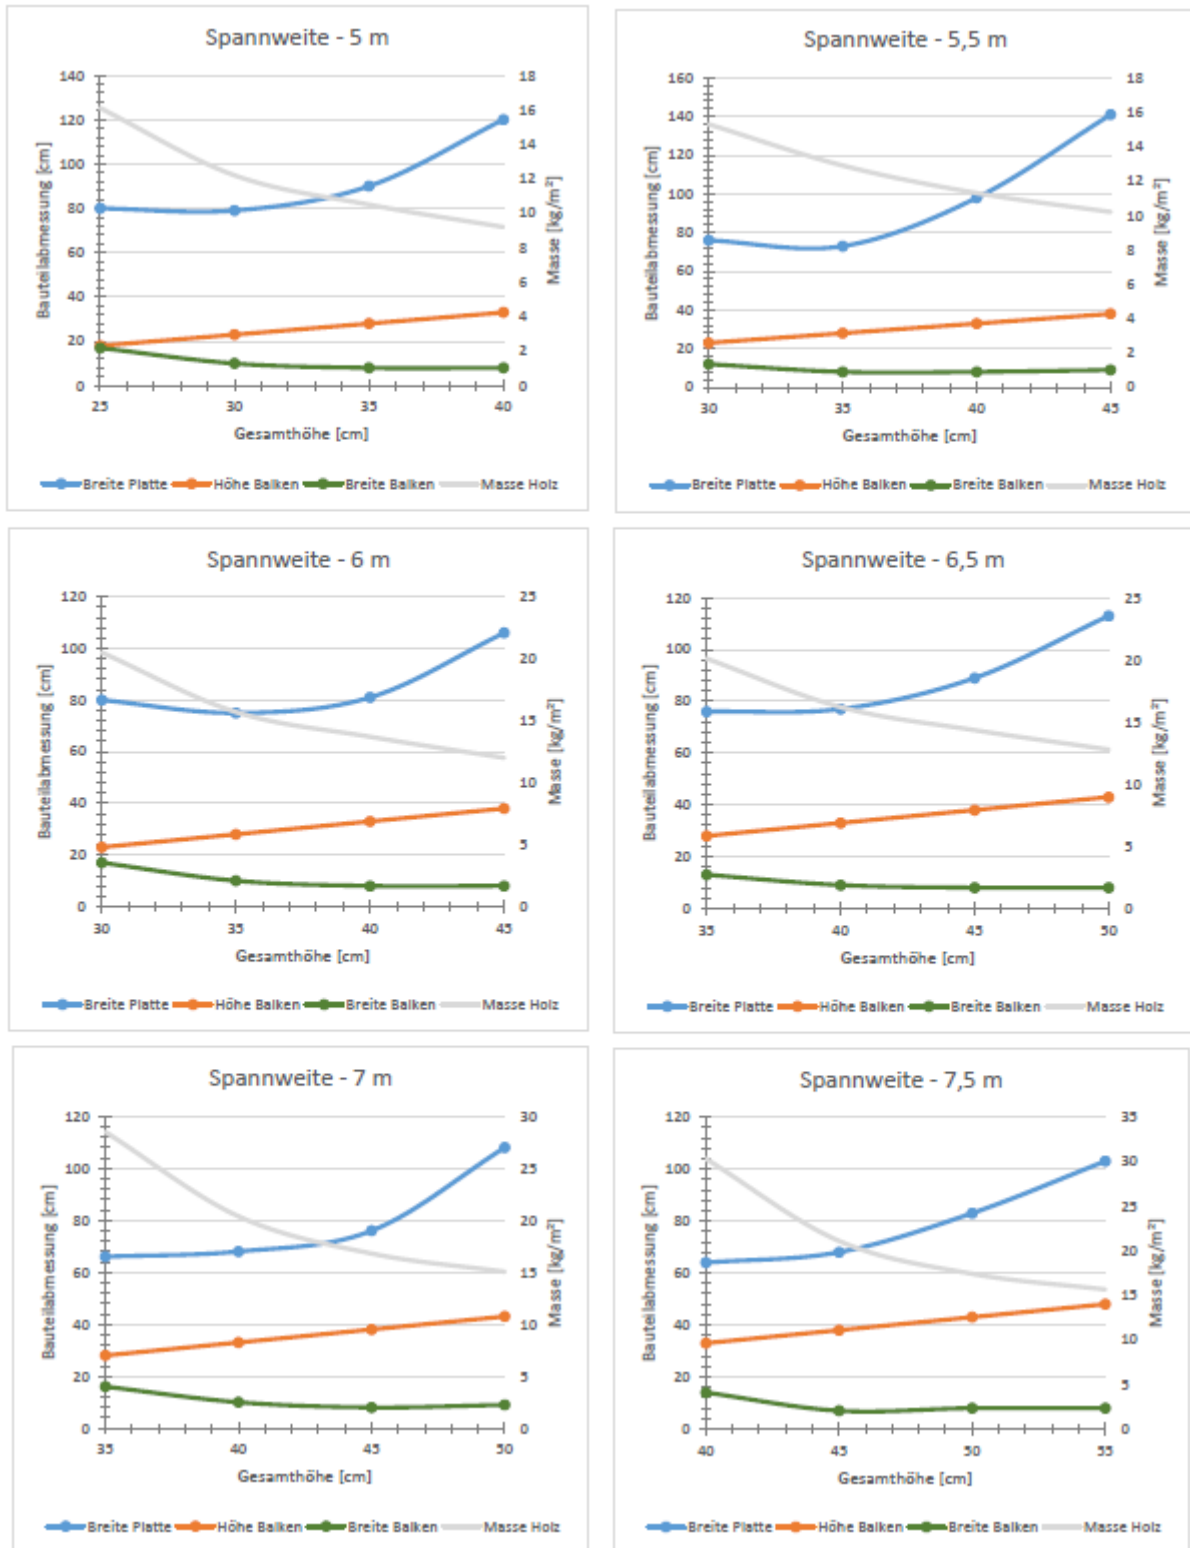 Spannweite - 5 m
Bauteilabmessung [cm]
140
120
100
80
60
40
20
0
18
16
14
12
10
8
6
4
2
0
Masse [kg/m²]
25 30 35 40
Gesamthöhe [cm]
Breite Platte Höhe Balken Breite Balken Masse Holz
Spannweite - 5,5 m
Bauteilabmessung [cm]
160
140
120
100
80
60
40
20
0
18
16
14
12
10
8
6
4
2
0
Masse [kg/m²]
30 35 40 45
Gesamthöhe [cm]
Breite Platte Höhe Balken Breite Balken Masse Holz
Spannweite - 6 m
Bauteilabmessung [cm]
120
100
80
60
40
20
0
25
20
15
10
5
0
Masse [kg/m²]
30 35 40 45
Gesamthöhe [cm]
Breite Platte Höhe Balken Breite Balken Masse Holz
Spannweite - 6,5 m
Bauteilabmessung [cm]
120
100
80
60
40
20
0
25
20
15
10
5
0
Masse [kg/m²]
35 40 45 50
Gesamthöhe [cm]
Breite Platte Höhe Balken Breite Balken Masse Holz
Spannweite - 7 m
Bauteilabmessung [cm]
120
100
80
60
40
20
0
30
25
20
15
10
5
0
Masse [kg/m²]
35 40 45 50
Gesamthöhe [cm]
Breite Platte Höhe Balken Breite Balken Masse Holz
Spannweite - 7,5 m
Bauteilabmessung [cm]
120
100
80
60
40
20
0
35
30
25
20
15
10
5
0
Masse [kg/m²]
40 45 50 55
Gesamthöhe [cm]
Breite Platte Höhe Balken Breite Balken Masse Holz